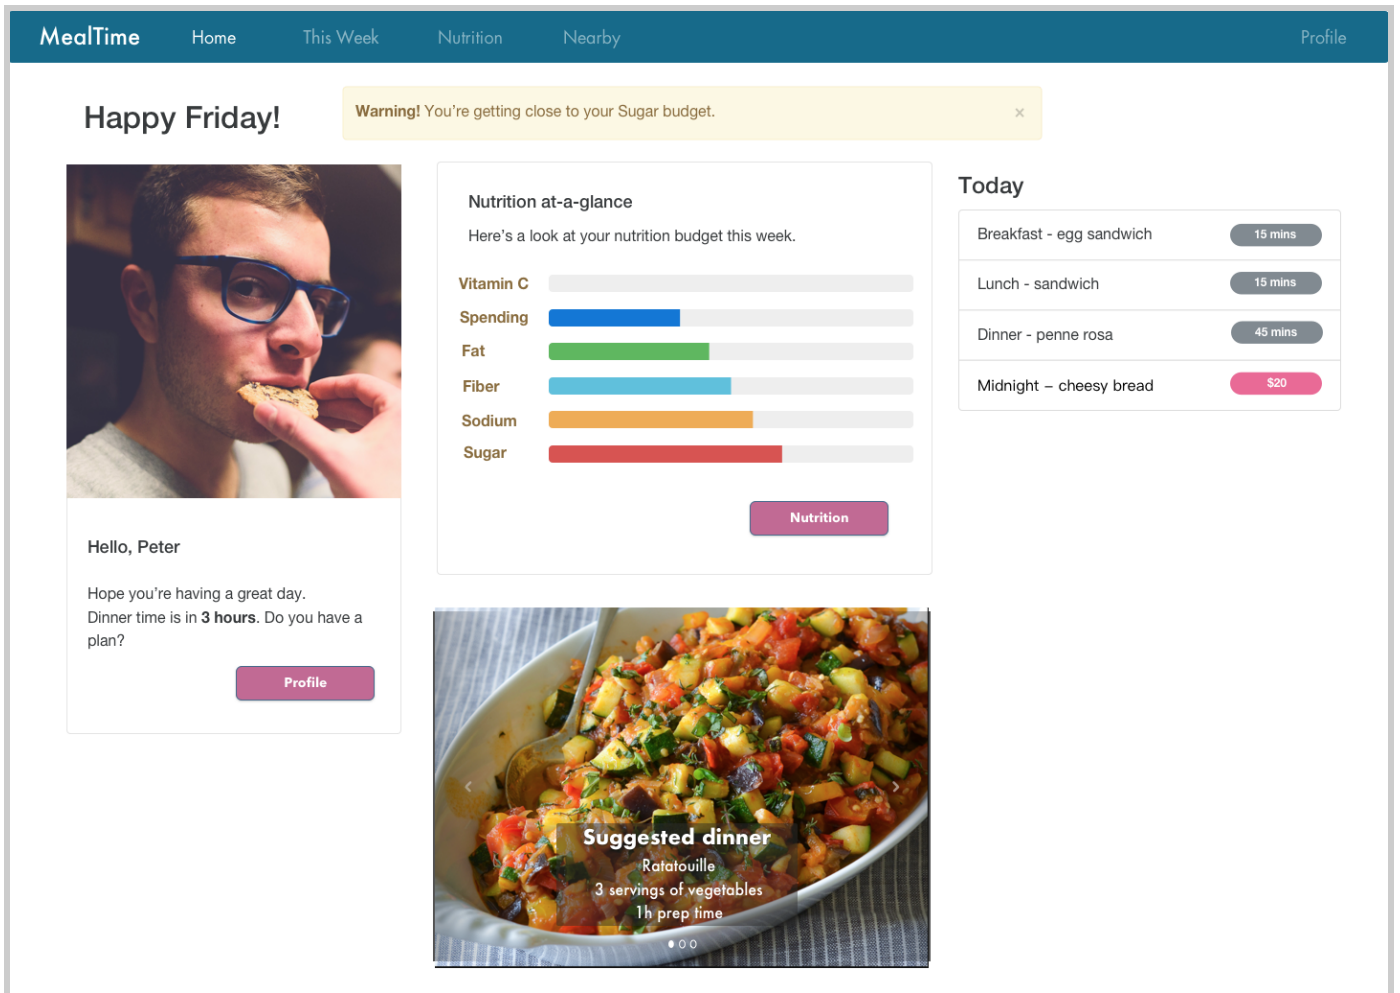 MealTime Home This Week Nutrition Nearby Profile
Happy Friday!
Warning! You're getting close to your Sugar budget. ×
Hello, Peter
Hope you're having a great day.
Dinner time is in 3 hours. Do you have a
plan?
Profile
Nutrition at-a-glance
Here's a look at your nutrition budget this week.
Vitamin C
Spending
Fat
Fiber
Sodium
Sugar
Nutrition
Suggested dinner
Ratatouille
3 servings of vegetables
1h prep time
Today
Breakfast - egg sandwich 15 mins
Lunch - sandwich 15 mins
Dinner - penne rosa 45 mins
Midnight – cheesy bread $20